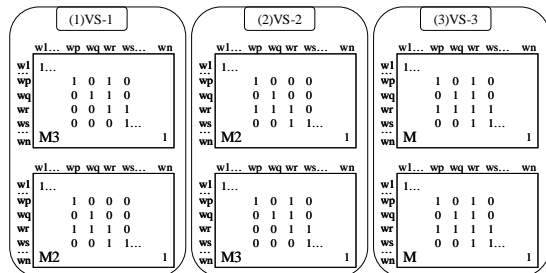 (1)VS-1
w1... wp wq wr ws... wn
w1 1...
...
wp 1 0 1 0
wq 0 1 1 0
wr 0 0 1 1
ws 0 0 0 1...
...
wn M3 1
w1... wp wq wr ws... wn
w1 1...
...
wp 1 0 0 0
wq 0 1 0 0
wr 1 1 1 0
ws 0 0 1 1...
...
wn M2 1
(2)VS-2
w1... wp wq wr ws... wn
w1 1...
...
wp 1 0 0 0
wq 0 1 0 0
wr 1 1 1 0
ws 0 0 1 1...
...
wn M2 1
w1... wp wq wr ws... wn
w1 1...
...
wp 1 0 1 0
wq 0 1 1 0
wr 0 0 1 1
ws 0 0 0 1...
...
wn M3 1
(3)VS-3
w1... wp wq wr ws... wn
w1 1...
...
wp 1 0 1 0
wq 0 1 1 0
wr 1 1 1 1
ws 0 0 1 1...
...
wn M 1
w1... wp wq wr ws... wn
w1 1...
...
wp 1 0 1 0
wq 0 1 1 0
wr 1 1 1 1
ws 0 0 1 1...
...
wn M 1